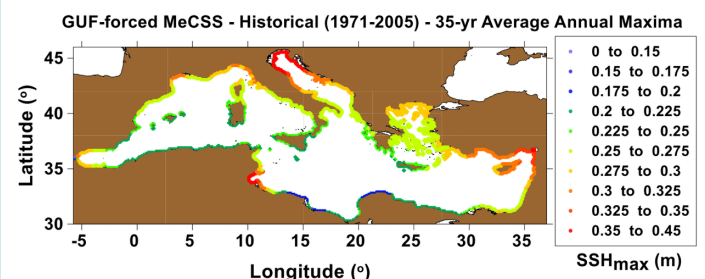 GUF-forced MeCSS - Historical (1971-2005) - 35-yr Average Annual Maxima
45
40
35
30
Latitude (°)
-5 0 5 10 15 20 25 30 35
Longitude (°)
0 to 0.15
0.15 to 0.175
0.175 to 0.2
0.2 to 0.225
0.225 to 0.25
0.25 to 0.275
0.275 to 0.3
0.3 to 0.325
0.325 to 0.35
0.35 to 0.45
SSHmax (m)